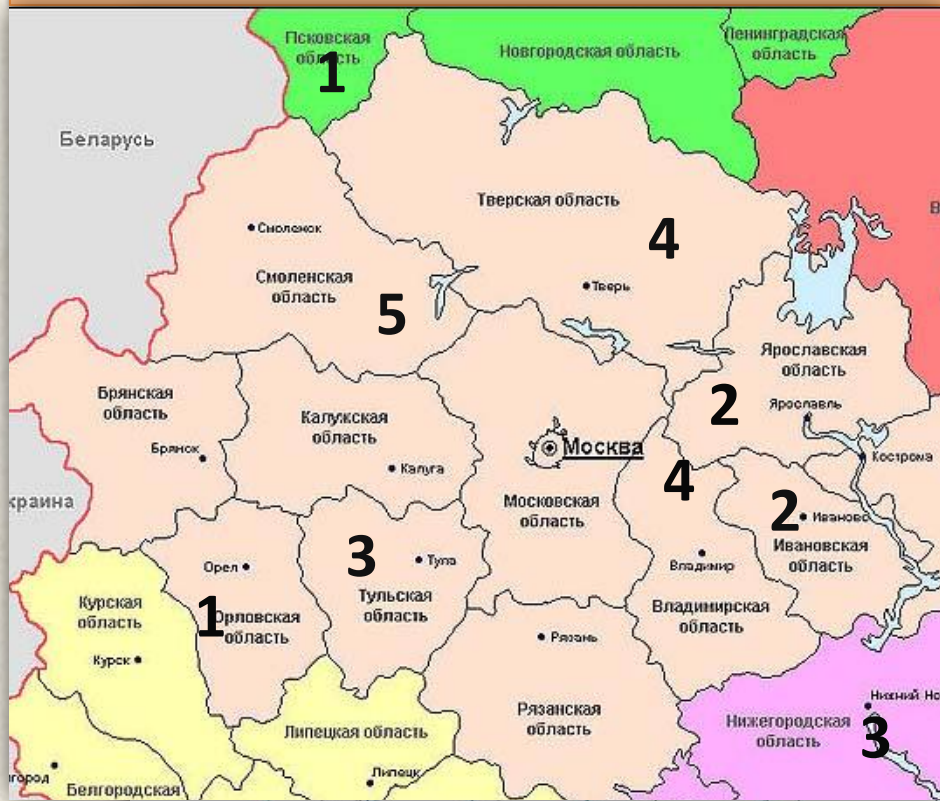 Псковская
область
1
Новгородская область
Ленинградская
область
Беларусь
В
Тверская область
4
Смоленск
Смоленская
область
5
Тверь
Ярославская
область
2
Ярославль
Брянская
область
Брянск
Калужская
область
Калуга
Москва
Московская
область
4
Кострома
краина
2
Иваново
Ивановская
область
Орел
3
Тула
Тульская
область
Владимир
Владимирская
область
Курская
область
Курск
1
Орловская
область
Рязань
Рязанская
область
Липецкая область
Липецк
Нижний Но
Нижегородская
область
3
город
Белгородская